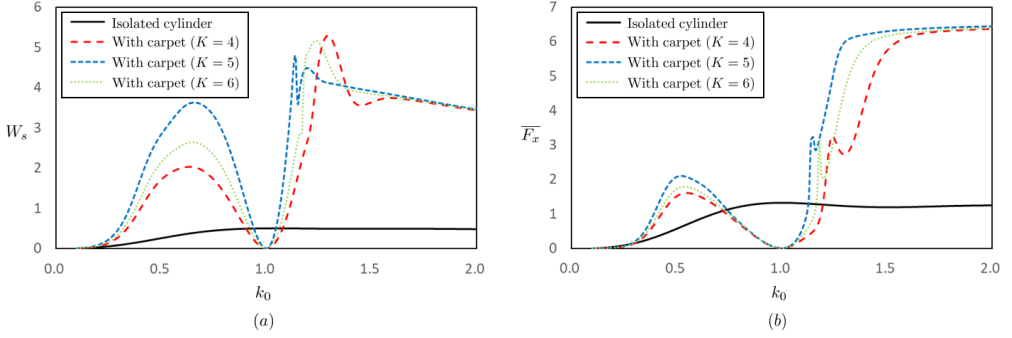 6
5
4
3
2
1
0
W_s
Isolated cylinder
With carpet (K = 4)
With carpet (K = 5)
With carpet (K = 6)
0.0 0.5 1.0 1.5 2.0
k_0
(a)
7
6
5
4
3
2
1
0
\overline{F_x}
Isolated cylinder
With carpet (K = 4)
With carpet (K = 5)
With carpet (K = 6)
0.0 0.5 1.0 1.5 2.0
k_0
(b)